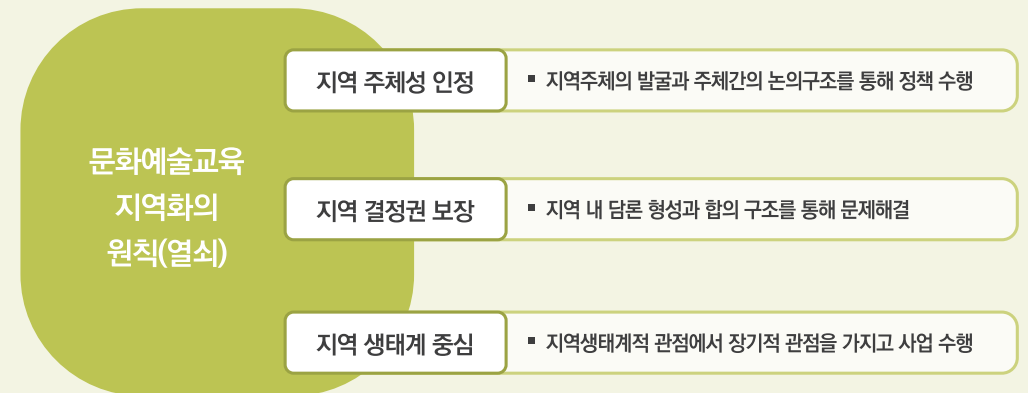 문화예술교육
지역화의
원칙(열쇠)
지역 주체성 인정
▪ 지역주체의 발굴과 주체간의 논의구조를 통해 정책 수행
지역 결정권 보장
▪ 지역 내 담론 형성과 합의 구조를 통해 문제해결
지역 생태계 중심
▪ 지역생태계적 관점에서 장기적 관점을 가지고 사업 수행